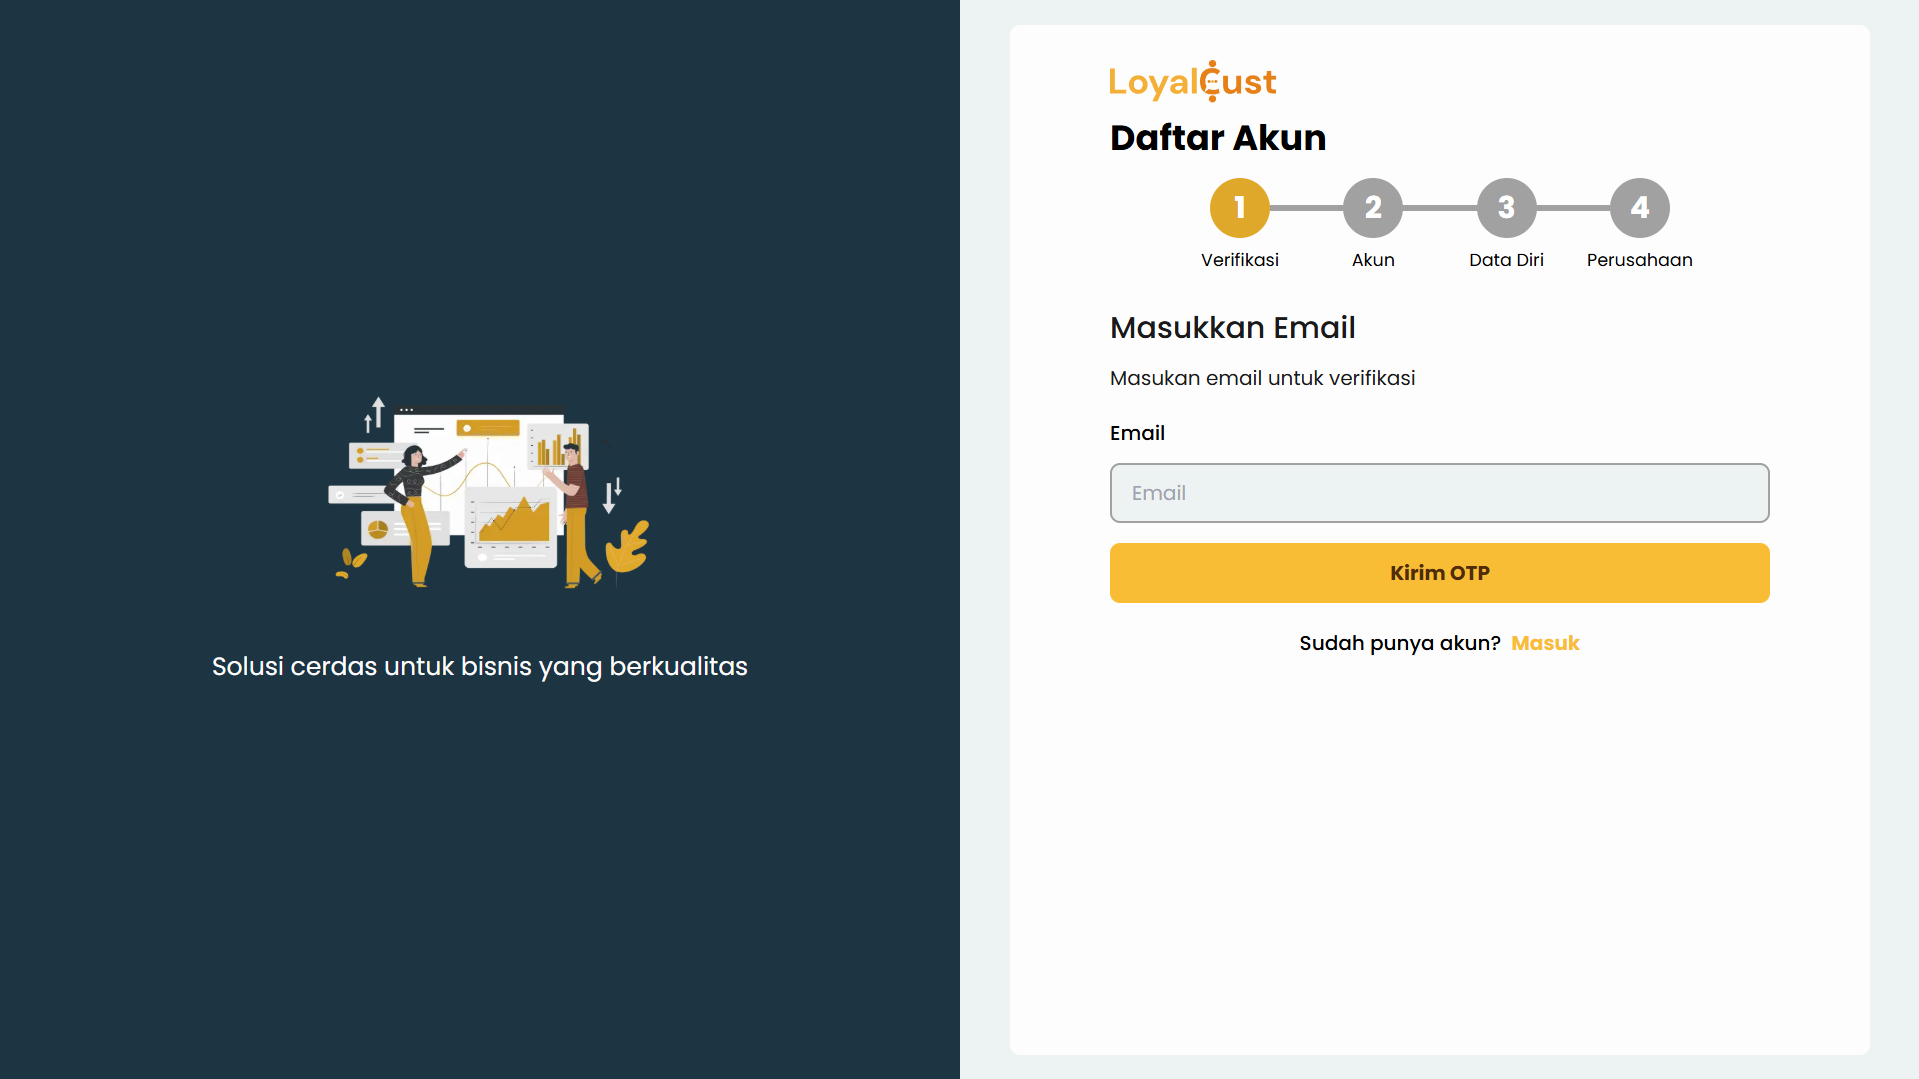 Solusi cerdas untuk bisnis yang berkualitas
LoyalCust
Daftar Akun
1 2 3 4
Verifikasi Akun Data Diri Perusahaan
Masukkan Email
Masukan email untuk verifikasi
Email
Email
Kirim OTP
Sudah punya akun? Masuk